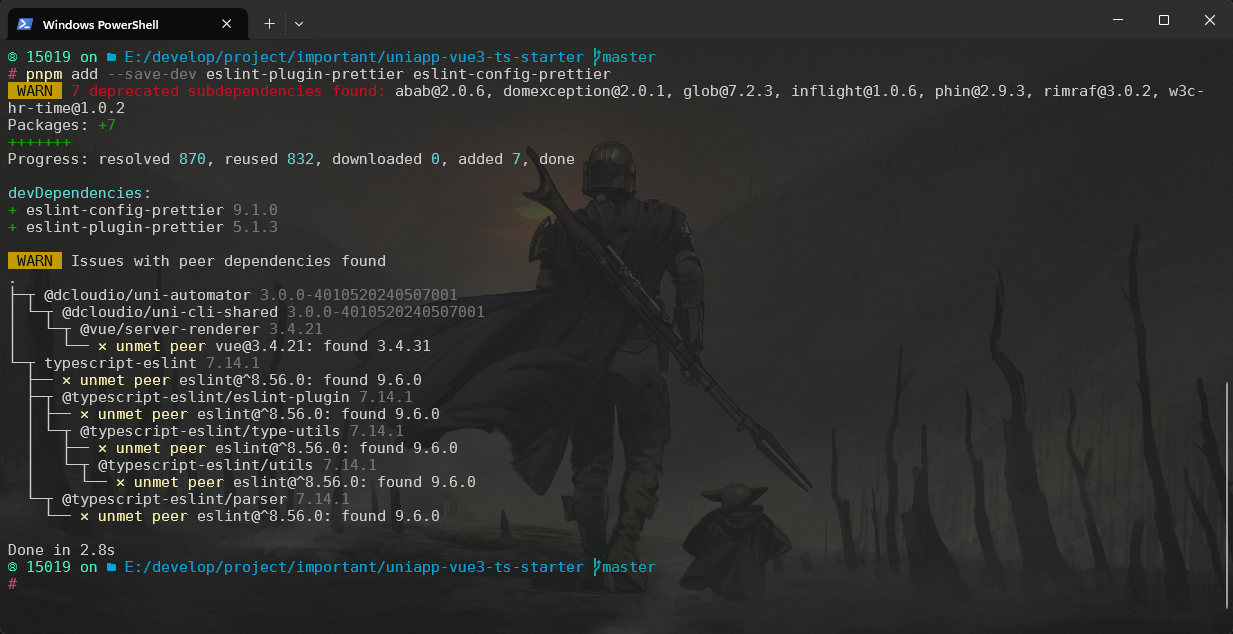 Windows PowerShell
15019 on E:/develop/project/important/uniapp-vue3-ts-starter master
# pnpm add --save-dev eslint-plugin-prettier eslint-config-prettier
WARN 7 deprecated subdependencies found: abab@2.0.6, domexception@2.0.1, glob@7.2.3, inflight@1.0.6, phin@2.9.3, rimraf@3.0.2, w3c-
hr-time@1.0.2
Packages: +7
+++++++
Progress: resolved 870, reused 832, downloaded 0, added 7, done
devDependencies:
+ eslint-config-prettier 9.1.0
+ eslint-plugin-prettier 5.1.3
WARN Issues with peer dependencies found
.
├─┬ @dcloudio/uni-automator 3.0.0-4010520240507001
│ └─┬ @dcloudio/uni-cli-shared 3.0.0-4010520240507001
│   └─┬ @vue/server-renderer 3.4.21
│     └── ✕ unmet peer vue@3.4.21: found 3.4.31
└─┬ typescript-eslint 7.14.1
  ├── ✕ unmet peer eslint@^8.56.0: found 9.6.0
  ├─┬ @typescript-eslint/eslint-plugin 7.14.1
  │ ├── ✕ unmet peer eslint@^8.56.0: found 9.6.0
  │ └─┬ @typescript-eslint/type-utils 7.14.1
  │   ├── ✕ unmet peer eslint@^8.56.0: found 9.6.0
  │   └─┬ @typescript-eslint/utils 7.14.1
  │     └── ✕ unmet peer eslint@^8.56.0: found 9.6.0
  └─┬ @typescript-eslint/parser 7.14.1
    └── ✕ unmet peer eslint@^8.56.0: found 9.6.0
Done in 2.8s
15019 on E:/develop/project/important/uniapp-vue3-ts-starter master
#